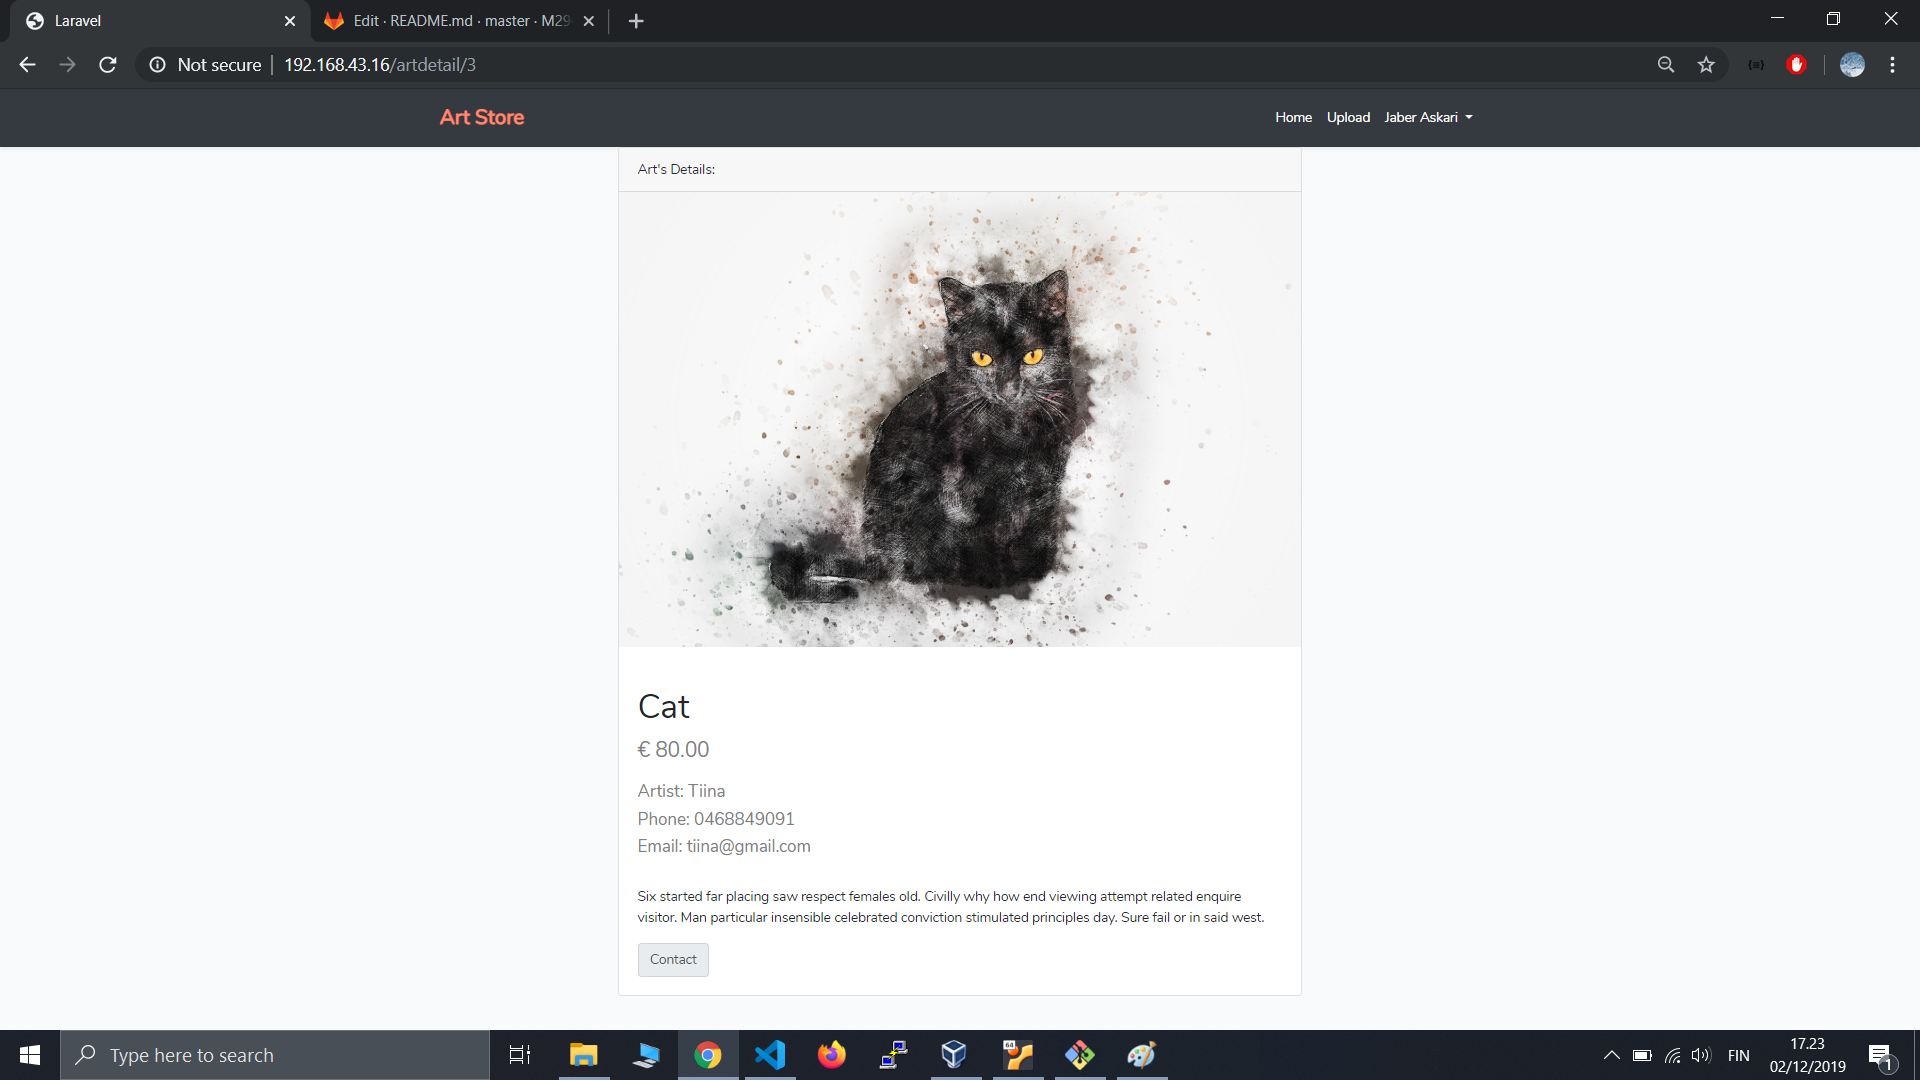 Laravel
Edit · README.md · master · M29
Not secure
192.168.43.16/artdetail/3
Art Store
Home Upload Jaber Askari
Art's Details:
Cat
€ 80.00
Artist: Tiina
Phone: 0468849091
Email: tiina@gmail.com
Six started far placing saw respect females old. Civilly why how end viewing attempt related enquire
visitor. Man particular insensible celebrated conviction stimulated principles day. Sure fail or in said west.
Contact
Type here to search
64
FIN
17.23
02/12/2019
1